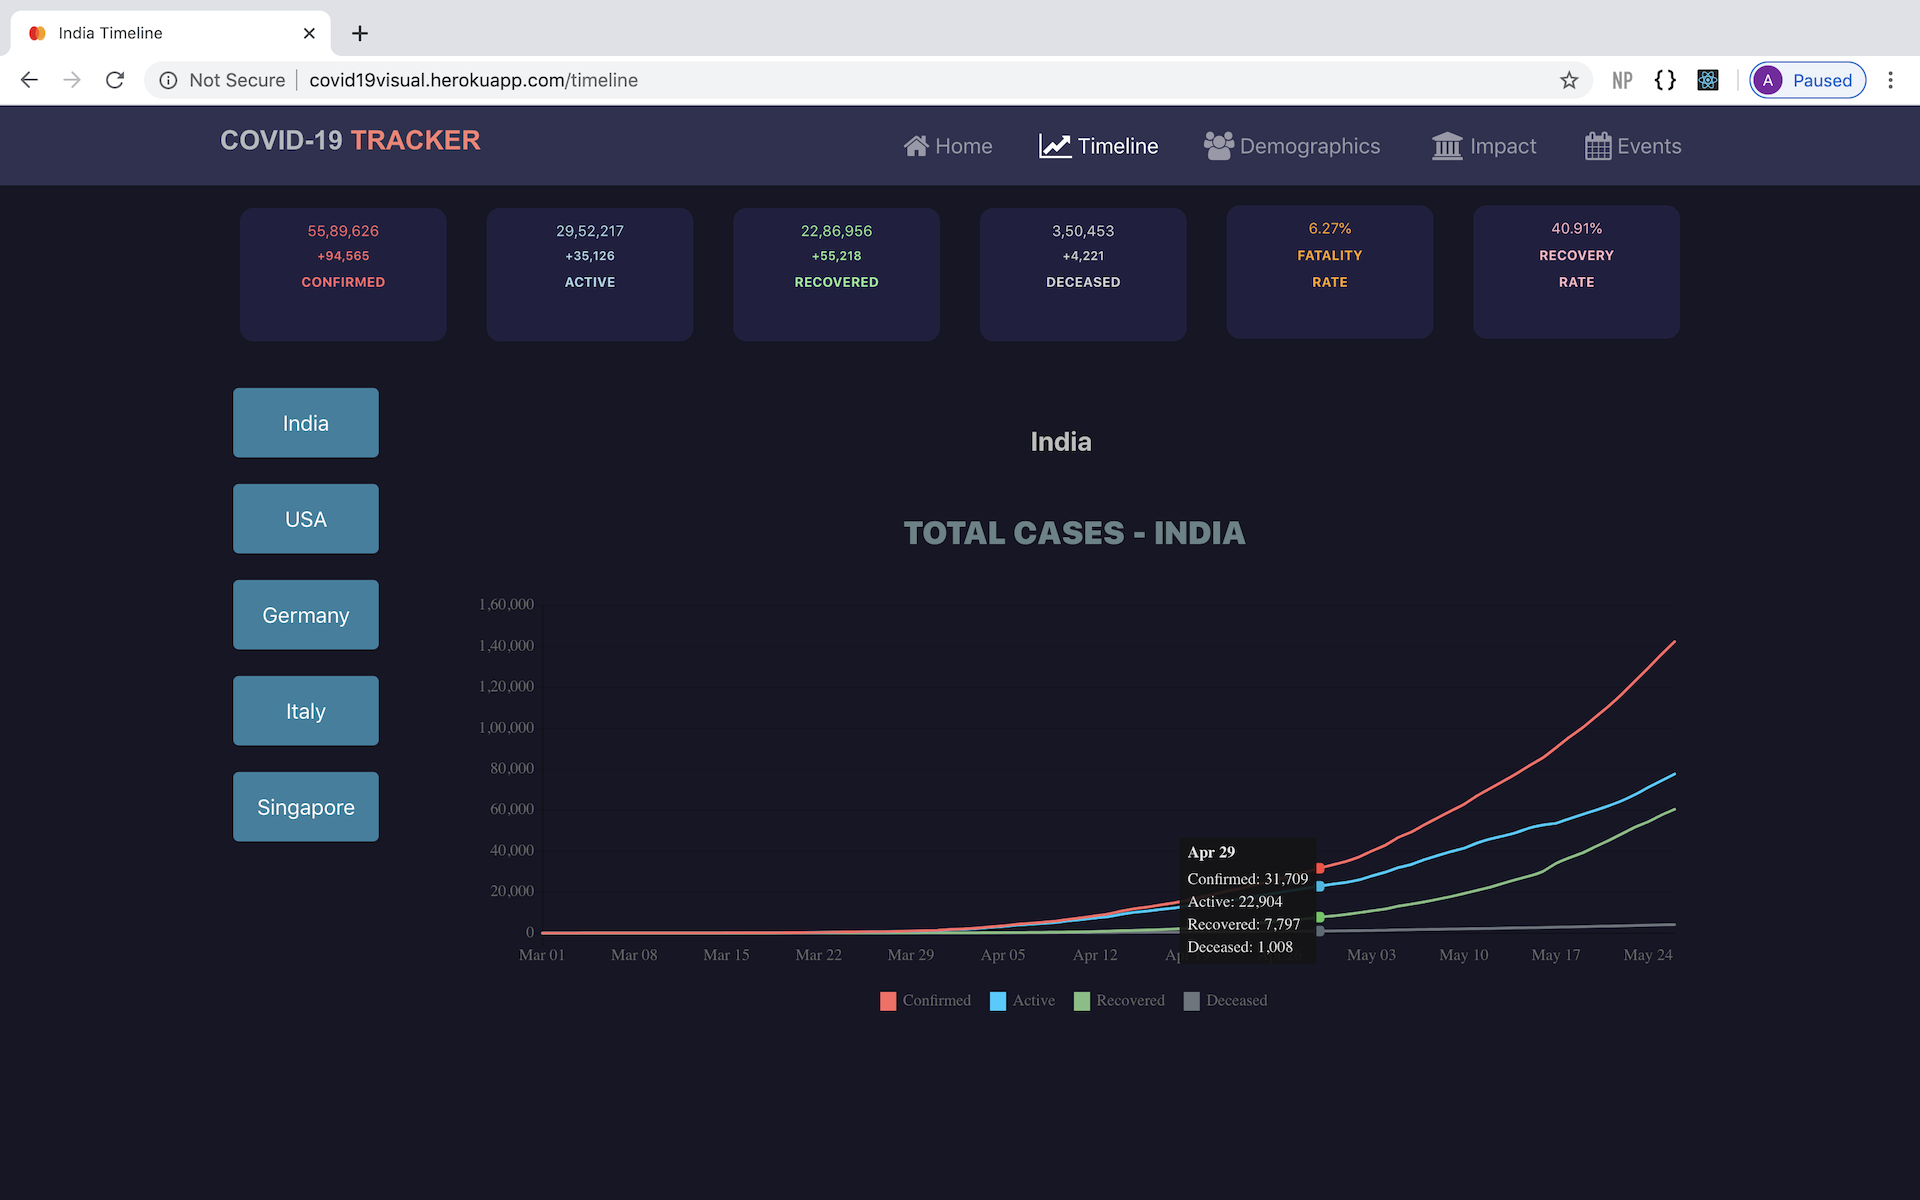 India Timeline
Not Secure
covid19visual.herokuapp.com/timeline
NP
{}
A
Paused
COVID-19 TRACKER
Home
Timeline
Demographics
Impact
Events
55,89,626
+94,565
CONFIRMED
29,52,217
+35,126
ACTIVE
22,86,956
+55,218
RECOVERED
3,50,453
+4,221
DECEASED
6.27%
FATALITY
RATE
40.91%
RECOVERY
RATE
India
USA
Germany
Italy
Singapore
India
TOTAL CASES - INDIA
1,60,000
1,40,000
1,20,000
1,00,000
80,000
60,000
40,000
20,000
0
Apr 29
Confirmed: 31,709
Active: 22,904
Recovered: 7,797
Deceased: 1,008
Mar 01
Mar 08
Mar 15
Mar 22
Mar 29
Apr 05
Apr 12
May 03
May 10
May 17
May 24
Confirmed
Active
Recovered
Deceased